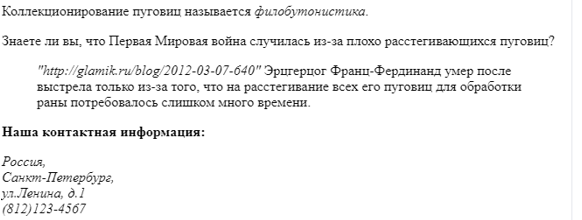 Коллекционирование пуговиц называется филобутонистика.
Знаете ли вы, что Первая Мировая война случилась из-за плохо расстегивающихся пуговиц?
"http://glamik.ru/blog/2012-03-07-640" Эрцгерцог Франц-Фердинанд умер после
выстрела только из-за того, что на расстегивание всех его пуговиц для обработки
раны потребовалось слишком много времени.
Наша контактная информация:
Россия,
Санкт-Петербург,
ул.Ленина, д.1
(812)123-4567